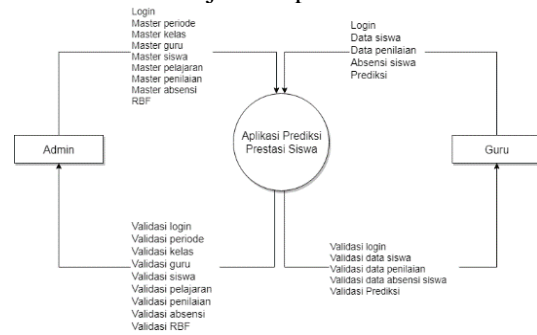 Login
Master periode
Master kelas
Master guru
Master siswa
Master pelajaran
Master penilaian
Master absensi
RBF
Login
Data siswa
Data penilaian
Absensi siswa
Prediksi
Admin
Aplikasi Prediksi
Prestasi Siswa
Guru
Validasi login
Validasi periode
Validasi kelas
Validasi guru
Validasi siswa
Validasi pelajaran
Validasi penilaian
Validasi absensi
Validasi RBF
Validasi login
Validasi data siswa
Validasi data penilaian
Validasi data absensi siswa
Validasi Prediksi